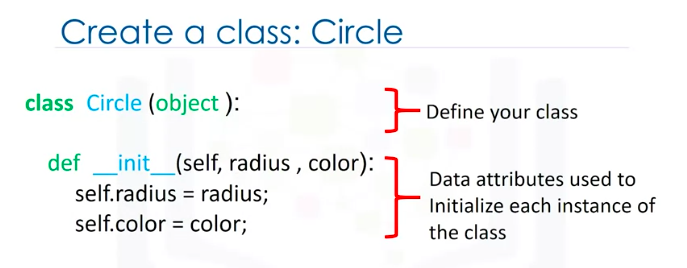 Create a class: Circle
class Circle (object ):
Define your class
def __init__(self, radius , color):
self.radius = radius;
self.color = color;
Data attributes used to
Initialize each instance of
the class